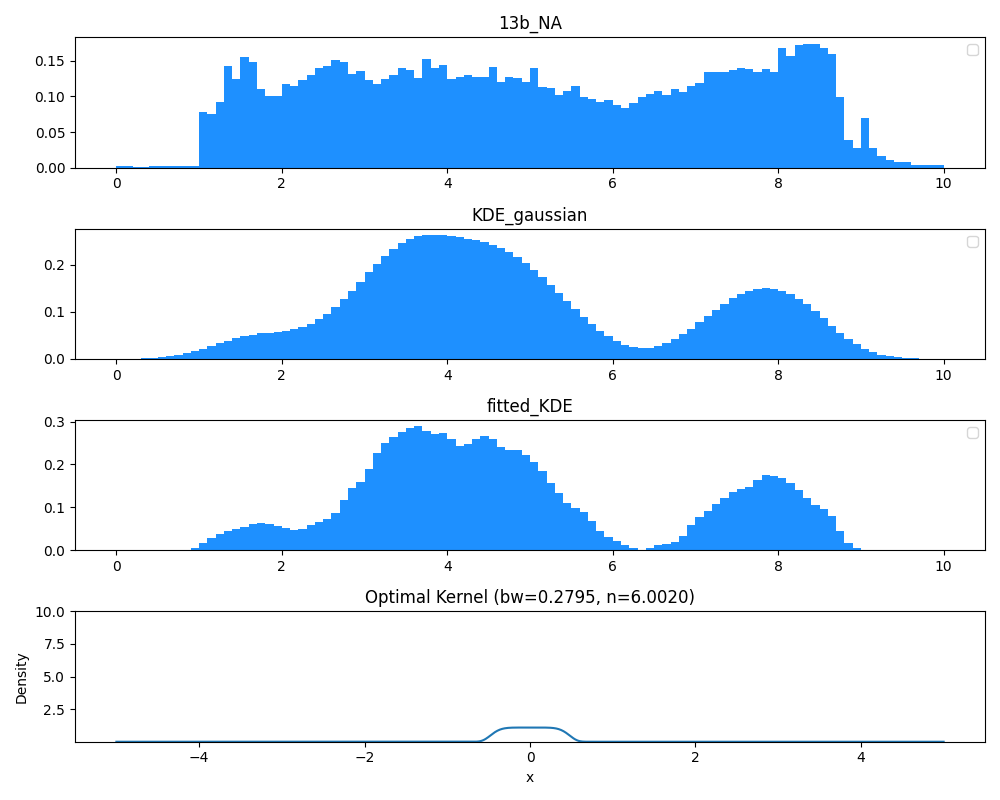 13b_NA
0.15
0.10
0.05
0.00
0 2 4 6 8 10
KDE_gaussian
0.2
0.1
0.0
0 2 4 6 8 10
fitted_KDE
0.3
0.2
0.1
0.0
0 2 4 6 8 10
Optimal Kernel (bw=0.2795, n=6.0020)
10.0
7.5
5.0
2.5
Density
−4 −2 0 2 4
x